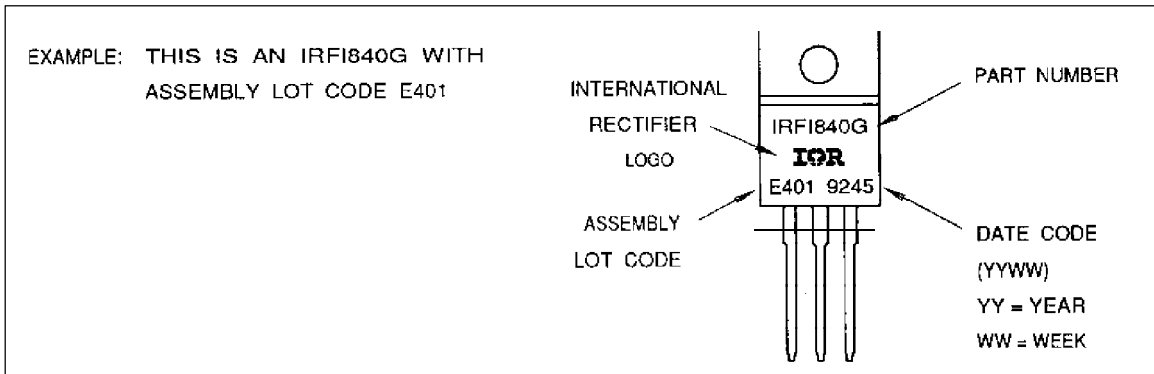 EXAMPLE: THIS IS AN IRFI840G WITH
ASSEMBLY LOT CODE E401
INTERNATIONAL
RECTIFIER
LOGO
ASSEMBLY
LOT CODE
IRFI840G
IOR
E401 9245
PART NUMBER
DATE CODE
(YYWW)
YY = YEAR
WW = WEEK